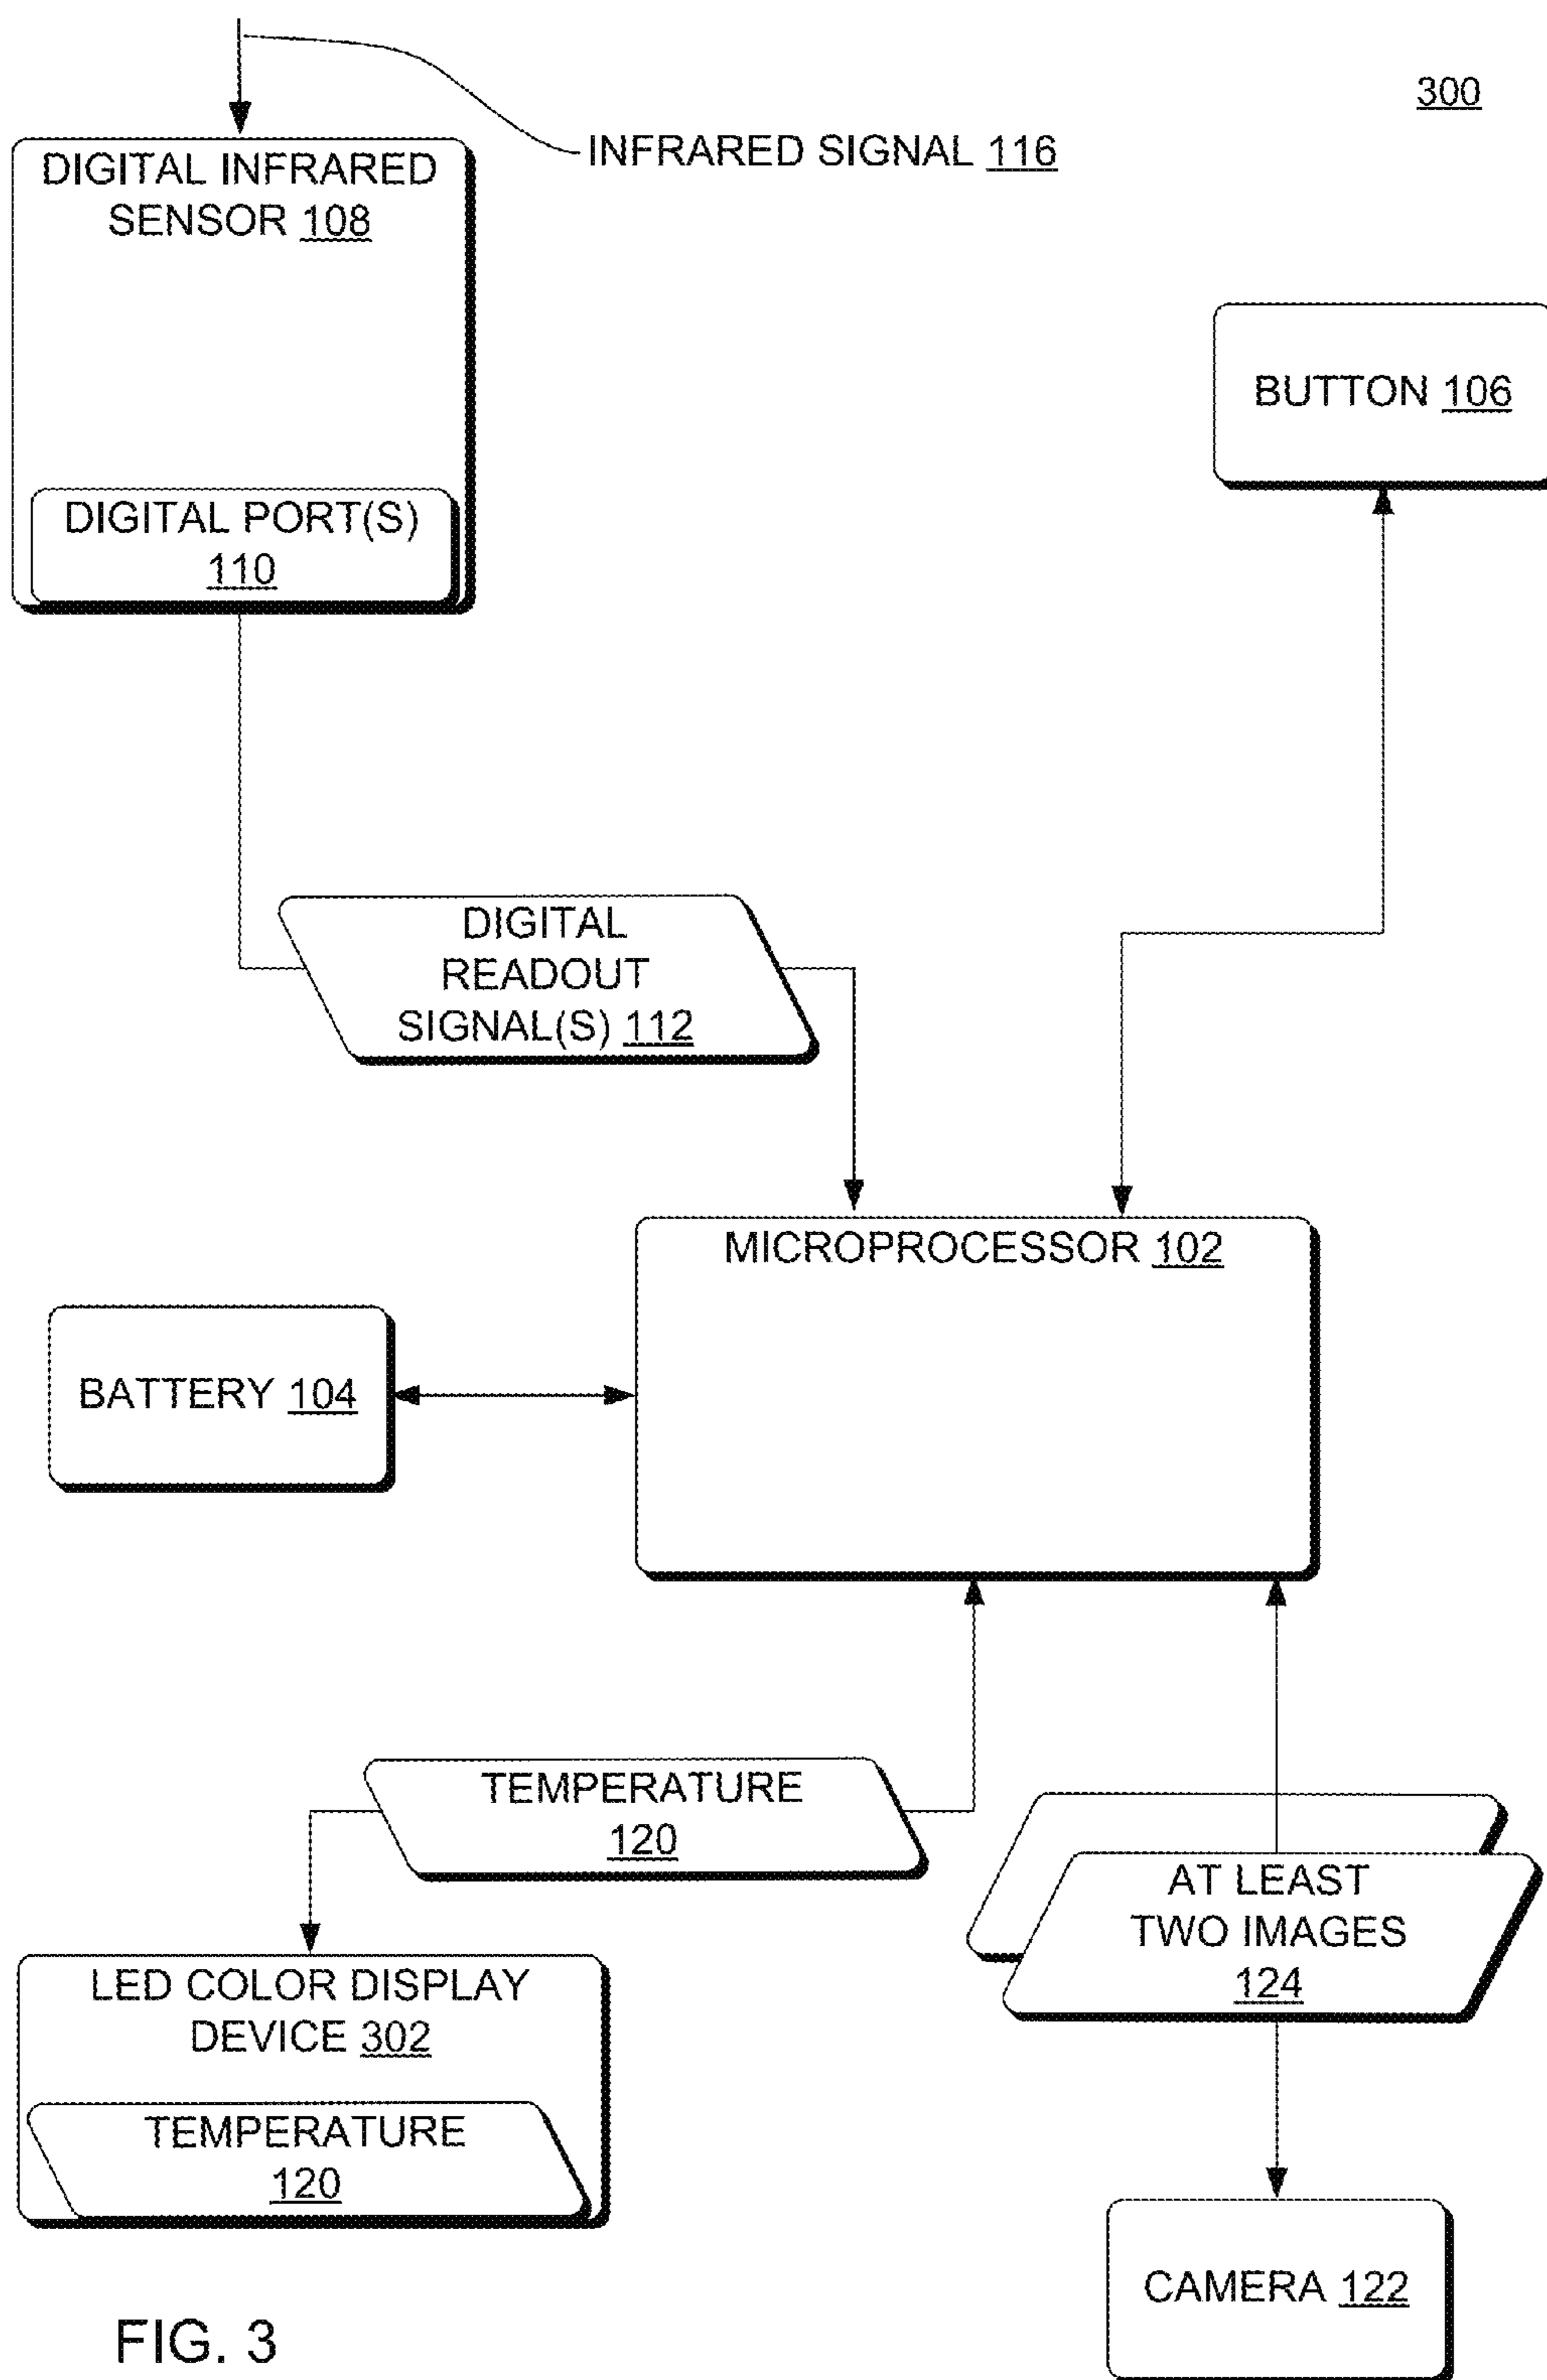 300
INFRARED SIGNAL 116
DIGITAL INFRARED
SENSOR 108
DIGITAL PORT(S)
110
BUTTON 106
DIGITAL
READOUT
SIGNAL(S) 112
MICROPROCESSOR 102
BATTERY 104
TEMPERATURE
120
AT LEAST
TWO IMAGES
124
LED COLOR DISPLAY
DEVICE 302
TEMPERATURE
120
CAMERA 122
FIG. 3